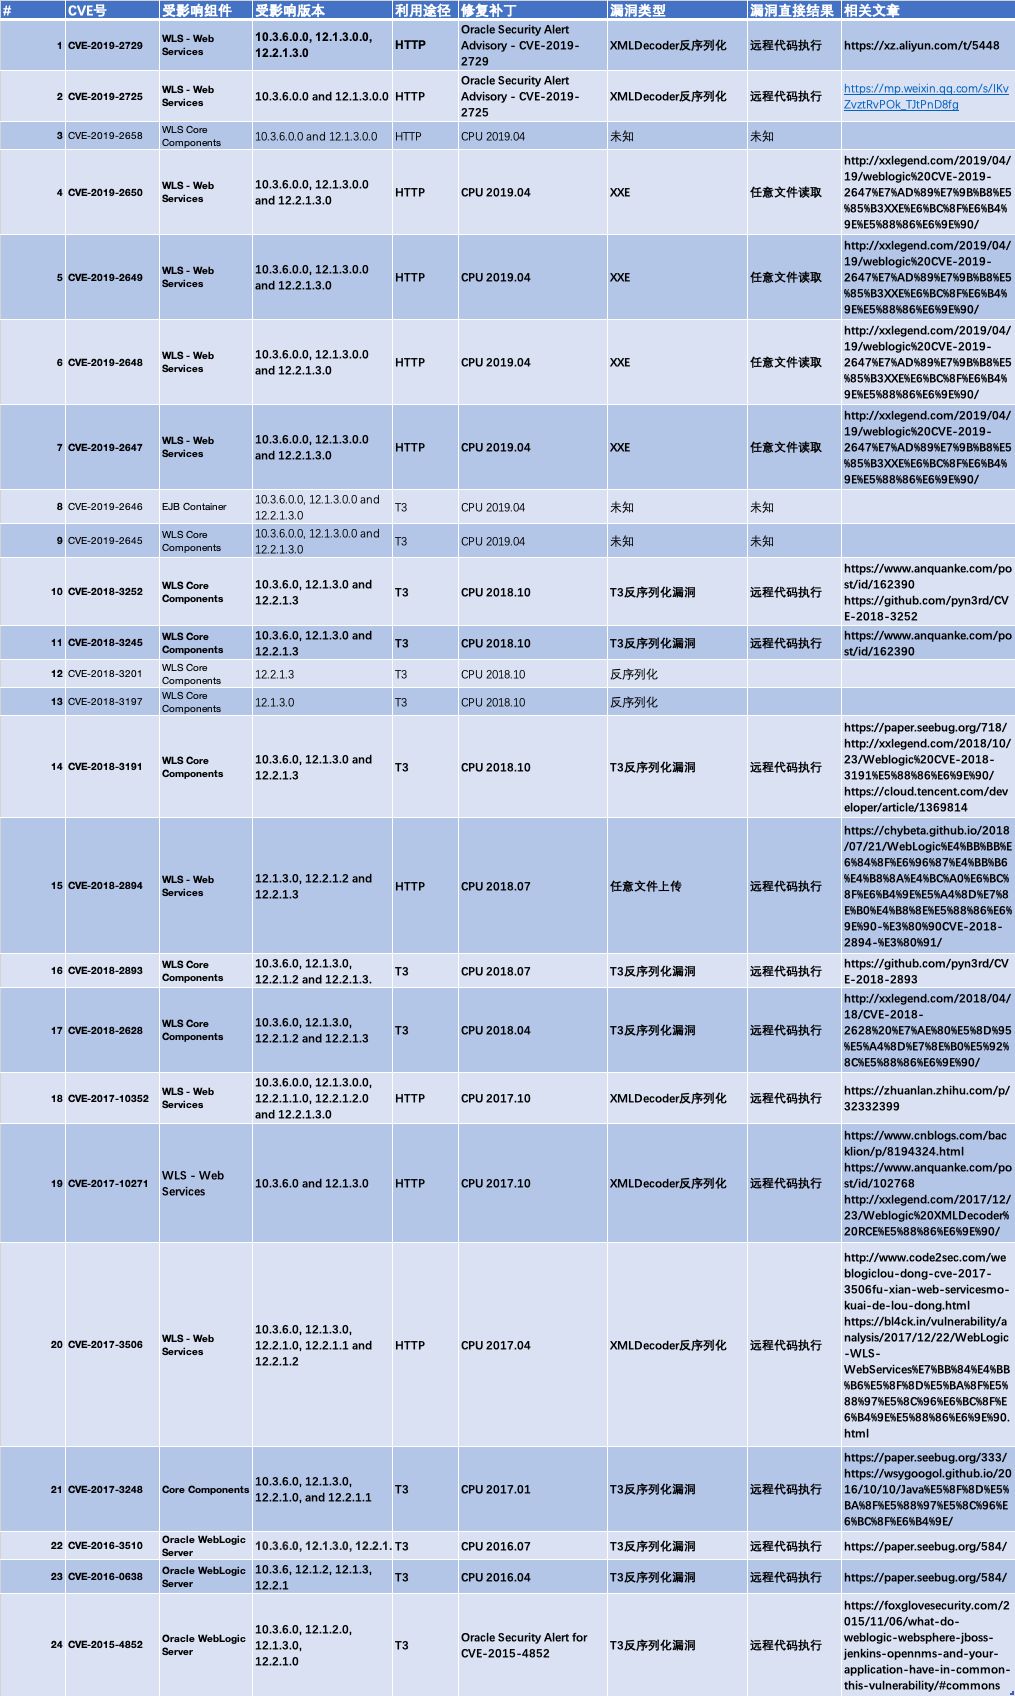 # CVE号 受影响组件 受影响版本 利用途径 修复补丁 漏洞类型 漏洞直接结果 相关文章
1 CVE-2019-2729 WLS - Web
Services 10.3.6.0.0, 12.1.3.0.0,
12.2.1.3.0 HTTP Oracle Security Alert
Advisory - CVE-2019-
2729 XMLDecoder反序列化 远程代码执行 https://xz.aliyun.com/t/5448
2 CVE-2019-2725 WLS - Web
Services 10.3.6.0.0 and 12.1.3.0.0 HTTP Oracle Security Alert
Advisory - CVE-2019-
2725 XMLDecoder反序列化 远程代码执行 https://mp.weixin.qq.com/s/IKv
ZvztRvPOk_TJtPnD8fg
3 CVE-2019-2658 WLS Core
Components 10.3.6.0.0 and 12.1.3.0.0 HTTP CPU 2019.04 未知 未知
4 CVE-2019-2650 WLS - Web
Services 10.3.6.0.0, 12.1.3.0.0
and 12.2.1.3.0 HTTP CPU 2019.04 XXE 任意文件读取 http://xxlegend.com/2019/04/
19/weblogic%20CVE-2019-
2647%E7%AD%89%E7%9B%B8%E5
%85%B3XXE%E6%BC%8F%E6%B4%
9E%E5%88%86%E6%9E%90/
5 CVE-2019-2649 WLS - Web
Services 10.3.6.0.0, 12.1.3.0.0
and 12.2.1.3.0 HTTP CPU 2019.04 XXE 任意文件读取 http://xxlegend.com/2019/04/
19/weblogic%20CVE-2019-
2647%E7%AD%89%E7%9B%B8%E5
%85%B3XXE%E6%BC%8F%E6%B4%
9E%E5%88%86%E6%9E%90/
6 CVE-2019-2648 WLS - Web
Services 10.3.6.0.0, 12.1.3.0.0
and 12.2.1.3.0 HTTP CPU 2019.04 XXE 任意文件读取 http://xxlegend.com/2019/04/
19/weblogic%20CVE-2019-
2647%E7%AD%89%E7%9B%B8%E5
%85%B3XXE%E6%BC%8F%E6%B4%
9E%E5%88%86%E6%9E%90/
7 CVE-2019-2647 WLS - Web
Services 10.3.6.0.0, 12.1.3.0.0
and 12.2.1.3.0 HTTP CPU 2019.04 XXE 任意文件读取 http://xxlegend.com/2019/04/
19/weblogic%20CVE-2019-
2647%E7%AD%89%E7%9B%B8%E5
%85%B3XXE%E6%BC%8F%E6%B4%
9E%E5%88%86%E6%9E%90/
8 CVE-2019-2646 EJB Container 10.3.6.0.0, 12.1.3.0.0 and
12.2.1.3.0 T3 CPU 2019.04 未知 未知
9 CVE-2019-2645 WLS Core
Components 10.3.6.0.0, 12.1.3.0.0 and
12.2.1.3.0 T3 CPU 2019.04 未知 未知
10 CVE-2018-3252 WLS Core
Components 10.3.6.0, 12.1.3.0 and
12.2.1.3 T3 CPU 2018.10 T3反序列化漏洞 远程代码执行 https://www.anquanke.com/po
st/id/162390
https://github.com/pyn3rd/CV
E-2018-3252
11 CVE-2018-3245 WLS Core
Components 10.3.6.0, 12.1.3.0 and
12.2.1.3 T3 CPU 2018.10 T3反序列化漏洞 远程代码执行 https://www.anquanke.com/po
st/id/162390
12 CVE-2018-3201 WLS Core
Components 12.2.1.3 T3 CPU 2018.10 反序列化
13 CVE-2018-3197 WLS Core
Components 12.1.3.0 T3 CPU 2018.10 反序列化
14 CVE-2018-3191 WLS Core
Components 10.3.6.0, 12.1.3.0 and
12.2.1.3 T3 CPU 2018.10 T3反序列化漏洞 远程代码执行 https://paper.seebug.org/718/
http://xxlegend.com/2018/10/
23/Weblogic%20CVE-2018-
3191%E5%88%86%E6%9E%90/
https://cloud.tencent.com/dev
eloper/article/1369814
15 CVE-2018-2894 WLS - Web
Services 12.1.3.0, 12.2.1.2 and
12.2.1.3 HTTP CPU 2018.07 任意文件上传 远程代码执行 https://chybeta.github.io/2018
/07/21/WebLogic%E4%BB%BB%E
6%84%8F%E6%96%87%E4%BB%B6
%E4%B8%8A%E4%BC%A0%E6%BC%
8F%E6%B4%9E%E5%A4%8D%E7%8
E%B0%E4%B8%8E%E5%88%86%E6%
9E%90-%E3%80%90CVE-2018-
2894-%E3%80%91/
16 CVE-2018-2893 WLS Core
Components 10.3.6.0, 12.1.3.0,
12.2.1.2 and 12.2.1.3. T3 CPU 2018.07 T3反序列化漏洞 远程代码执行 https://github.com/pyn3rd/CV
E-2018-2893
17 CVE-2018-2628 WLS Core
Components 10.3.6.0, 12.1.3.0,
12.2.1.2 and 12.2.1.3 T3 CPU 2018.04 T3反序列化漏洞 远程代码执行 http://xxlegend.com/2018/04/
18/CVE-2018-
2628%20%E7%AE%80%E5%8D%95
%E5%A4%8D%E7%8E%B0%E5%92%
8C%E5%88%86%E6%9E%90/
18 CVE-2017-10352 WLS - Web
Services 10.3.6.0.0, 12.1.3.0.0,
12.2.1.1.0, 12.2.1.2.0
and 12.2.1.3.0 HTTP CPU 2017.10 XMLDecoder反序列化 远程代码执行 https://zhuanlan.zhihu.com/p/
32332399
19 CVE-2017-10271 WLS - Web
Services 10.3.6.0 and 12.1.3.0 HTTP CPU 2017.10 XMLDecoder反序列化 远程代码执行 https://www.cnblogs.com/bac
klion/p/8194324.html
https://www.anquanke.com/po
st/id/102768
http://xxlegend.com/2017/12/
23/Weblogic%20XMLDecoder%
20RCE%E5%88%86%E6%9E%90/
20 CVE-2017-3506 WLS - Web
Services 10.3.6.0, 12.1.3.0,
12.2.1.0, 12.2.1.1 and
12.2.1.2 HTTP CPU 2017.04 XMLDecoder反序列化 远程代码执行 http://www.code2sec.com/we
blogiclou-dong-cve-2017-
3506fu-xian-web-servicesmo-
kuai-de-lou-dong.html
https://bl4ck.in/vulnerability/a
nalysis/2017/12/22/WebLogic
-WLS-
WebServices%E7%BB%84%E4%BB
%B6%E5%8F%8D%E5%BA%8F%E5%
88%97%E5%8C%96%E6%BC%8F%E
6%B4%9E%E5%88%86%E6%9E%90.
html
21 CVE-2017-3248 Core Components 10.3.6.0, 12.1.3.0,
12.2.1.0, and 12.2.1.1 T3 CPU 2017.01 T3反序列化漏洞 远程代码执行 https://paper.seebug.org/333/
https://wsygoogol.github.io/20
16/10/10/Java%E5%8F%8D%E5%
BA%8F%E5%88%97%E5%8C%96%E
6%BC%8F%E6%B4%9E/
22 CVE-2016-3510 Oracle WebLogic
Server 10.3.6.0, 12.1.3.0, 12.2.1. T3 CPU 2016.07 T3反序列化漏洞 远程代码执行 https://paper.seebug.org/584/
23 CVE-2016-0638 Oracle WebLogic
Server 10.3.6, 12.1.2, 12.1.3,
12.2.1 T3 CPU 2016.04 T3反序列化漏洞 远程代码执行 https://paper.seebug.org/584/
24 CVE-2015-4852 Oracle WebLogic
Server 10.3.6.0, 12.1.2.0,
12.1.3.0,
12.2.1.0 T3 Oracle Security Alert for
CVE-2015-4852 T3反序列化漏洞 远程代码执行 https://foxglovesecurity.com/2
015/11/06/what-do-
weblogic-websphere-jboss-
jenkins-opennms-and-your-
application-have-in-common-
this-vulnerability/#commons